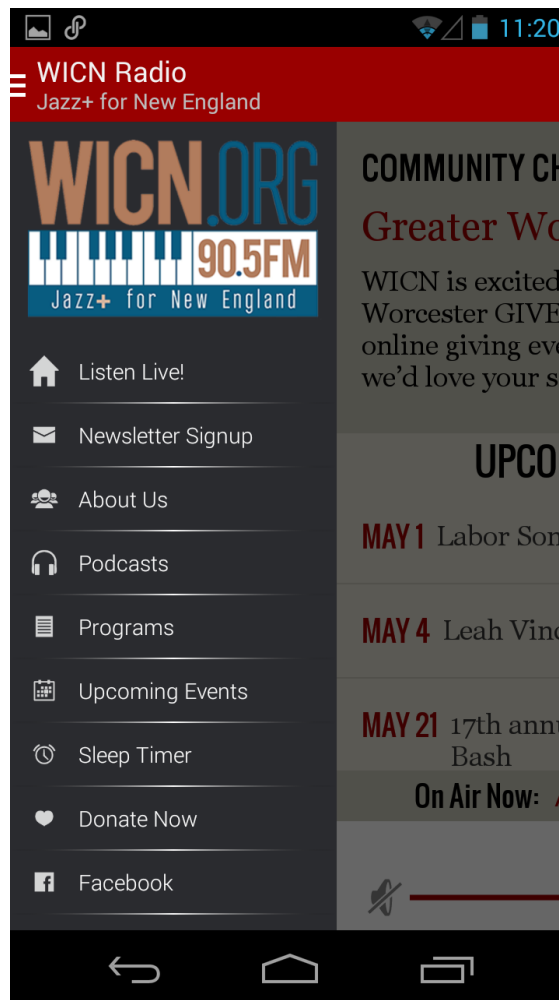 11:20
WICN Radio
Jazz+ for New England
WICN.ORG
90.5FM
Jazz+ for New England
Listen Live!
Newsletter Signup
About Us
Podcasts
Programs
Upcoming Events
Sleep Timer
Donate Now
Facebook
COMMUNITY CH
Greater Wo
WICN is excited
Worcester GIVE
online giving eve
we'd love your s
UPCO
MAY 1 Labor Son
MAY 4 Leah Vinc
MAY 21 17th annu
Bash
On Air Now: